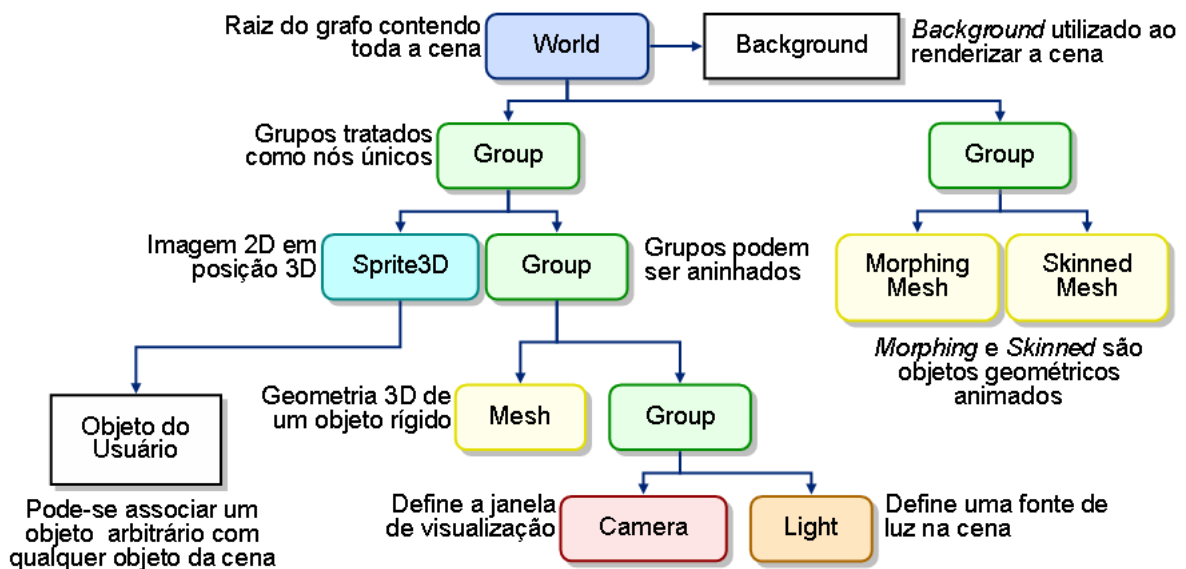 Raiz do grafo contendo
toda a cena
World
Background
Background utilizado ao
renderizar a cena
Grupos tratados
como nós únicos
Group
Group
Imagem 2D em
posição 3D
Sprite3D
Group
Grupos podem
ser aninhados
Morphing
Mesh
Skinned
Mesh
Morphing e Skinned são
objetos geométricos
animados
Objeto do
Usuário
Geometria 3D de
um objeto rígido
Mesh
Group
Pode-se associar um
objeto arbitrário com
qualquer objeto da cena
Define a janela
de visualização
Camera
Light
Define uma fonte de
luz na cena